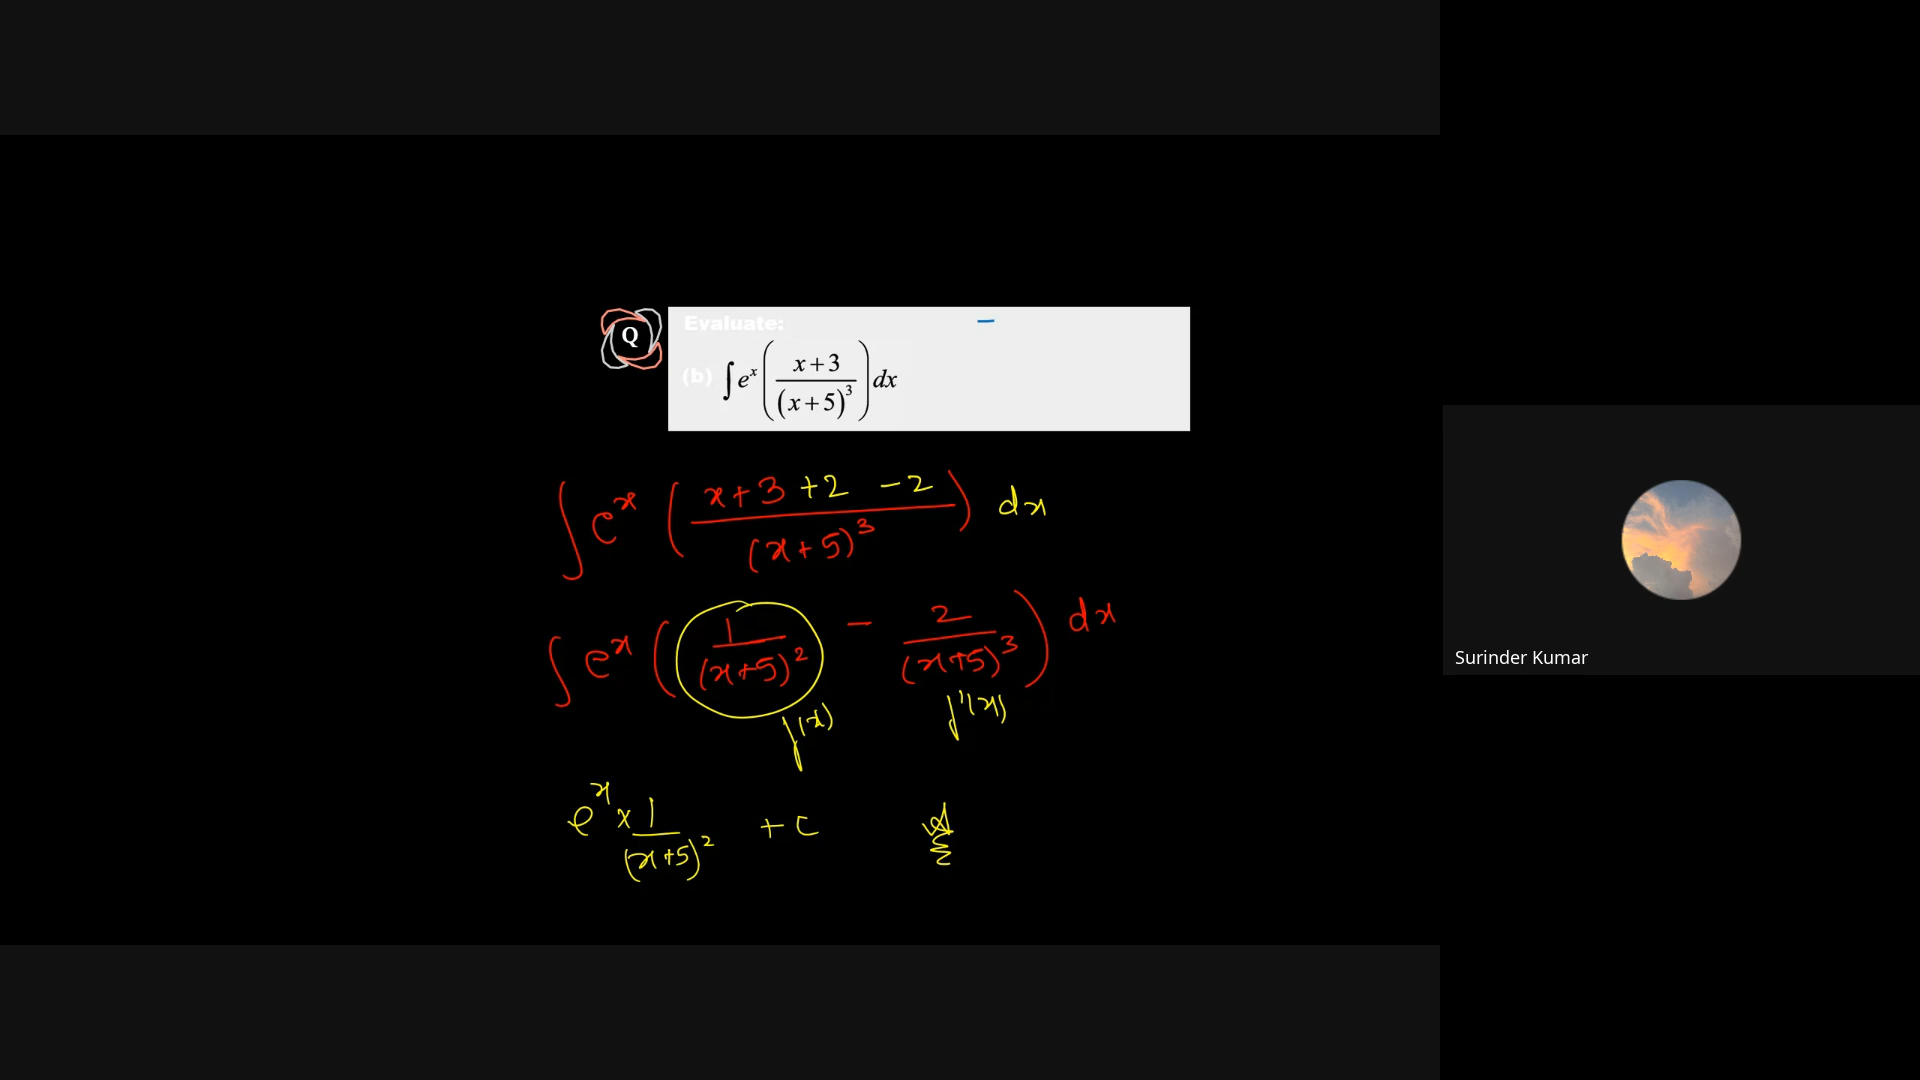 Q
Evaluate:
(b) ∫eˣ((x+3)/(x+5)³)dx
∫eˣ((x+3+2-2)/(x+5)³) dx
∫eˣ(1/(x+5)² - 2/(x+5)³) dx
f(x) f'(x)
eˣ × 1/(x+5)² + c
Surinder Kumar